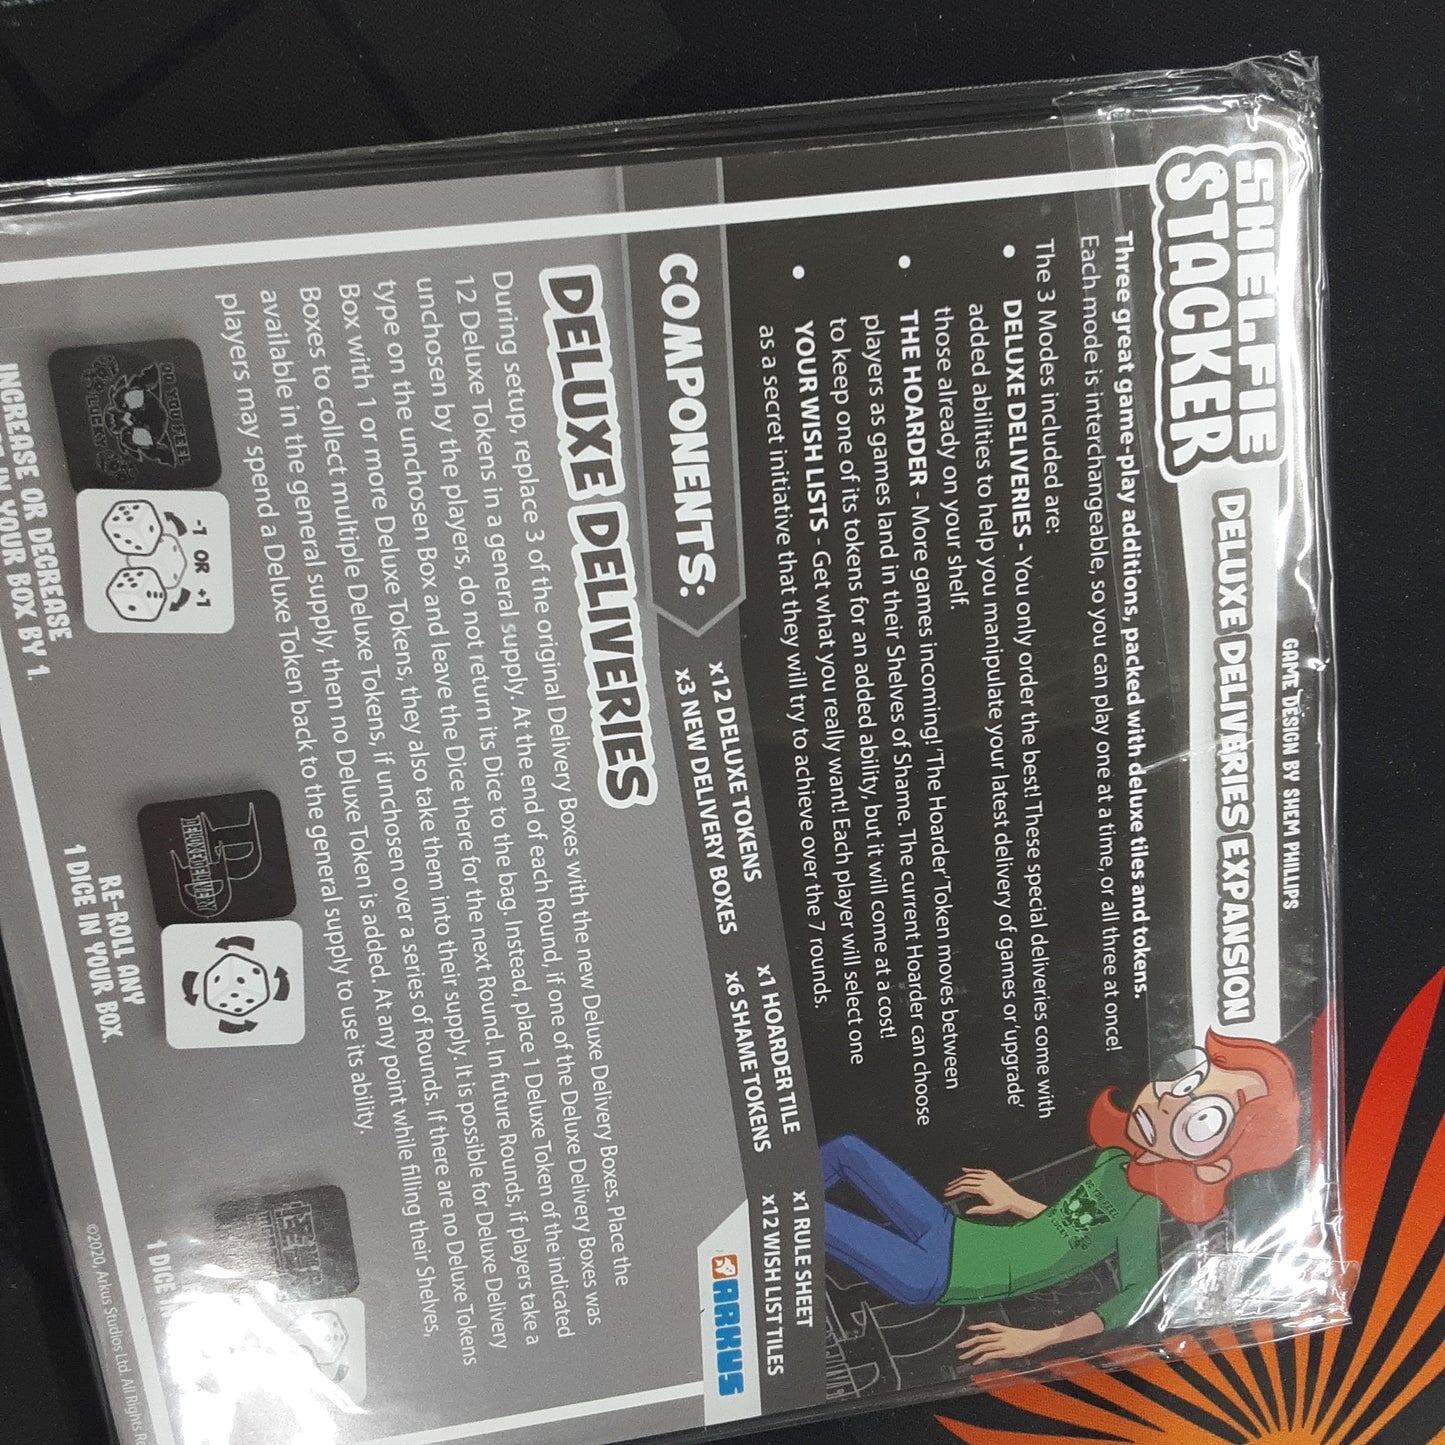 SHELFIE
STACKER
GAME DESIGN BY SHEM PHILLIPS
DELUXE DELIVERIES EXPANSION
Three great game-play additions, packed with deluxe tiles and tokens.
Each mode is interchangeable, so you can play one at a time, or all three at once!
The 3 Modes included are:
• DELUXE DELIVERIES - You only order the best! These special deliveries come with
added abilities to help you manipulate your latest delivery of games or 'upgrade'
those already on your shelf.
• THE HOARDER - More games incoming! 'The Hoarder' Token moves between
players as games land in their Shelves of Shame. The current Hoarder can choose
to keep one of its tokens for an added ability, but it will come at a cost!
• YOUR WISH LISTS - Get what you really want! Each player will select one
as a secret initiative that they will try to achieve over the 7 rounds.
COMPONENTS:
x12 DELUXE TOKENS
x3 NEW DELIVERY BOXES
x1 HOARDER TILE
x6 SHAME TOKENS
x1 RULE SHEET
x12 WISH LIST TILES
ARKUS
DELUXE DELIVERIES
During setup, replace 3 of the original Delivery Boxes with the new Deluxe Delivery Boxes. Place the
12 Deluxe Tokens in a general supply. At the end of each Round, if one of the Deluxe Delivery Boxes was
unchosen by the players, do not return its Dice to the bag. Instead, place 1 Deluxe Token of the indicated
type on the unchosen Box and leave the Dice there for the next Round. In future Rounds, if players take a
Box with 1 or more Deluxe Tokens, they also take them into their supply. It is possible for Deluxe Delivery
Boxes to collect multiple Deluxe Tokens, if unchosen over a series of Rounds. If there are no Deluxe Tokens
available in the general supply, then no Deluxe Token is added. At any point while filling their Shelves,
players may spend a Deluxe Token back to the general supply to use its ability.
DO YOU FEEL
LUCKY
-1 OR +1
INCREASE OR DECREASE
IN YOUR BOX BY 1.
DELUXE DELIVERY
RE-ROLL ANY
1 DICE IN YOUR BOX.
1 DICE
©2020, Arkus Studios Ltd. All Rights